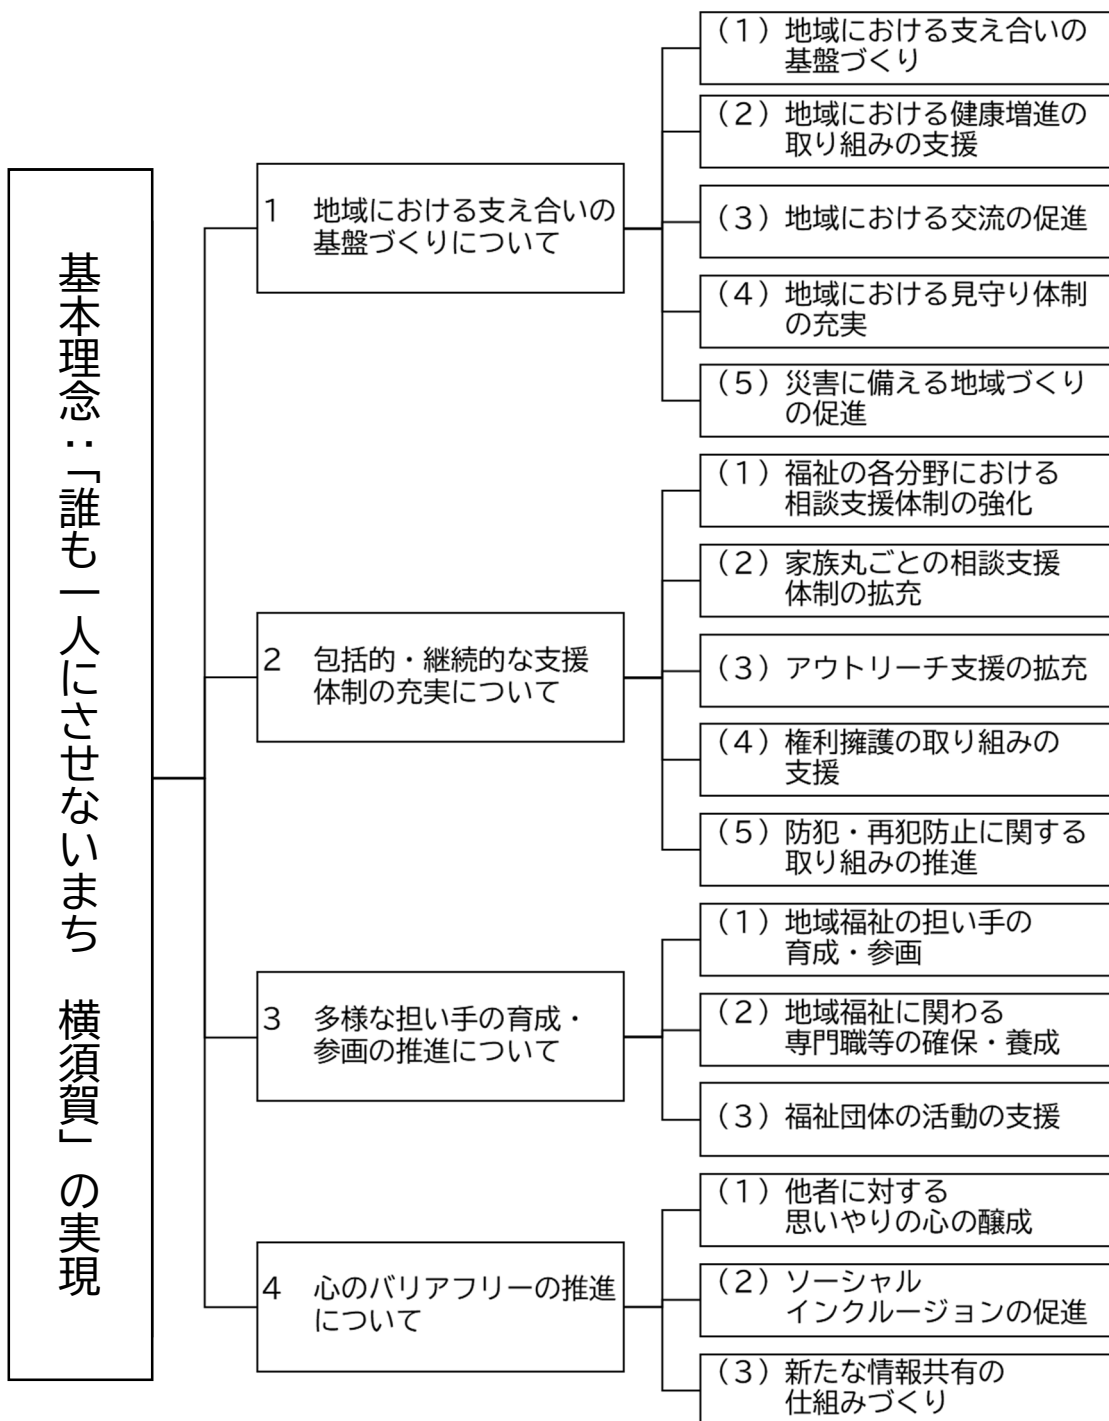 基本理念：「誰も一人にさせないまち　横須賀」の実現
1　地域における支え合いの
基盤づくりについて
（1）地域における支え合いの
基盤づくり
（2）地域における健康増進の
取り組みの支援
（3）地域における交流の促進
（4）地域における見守り体制
の充実
（5）災害に備える地域づくり
の促進
2　包括的・継続的な支援
体制の充実について
（1）福祉の各分野における
相談支援体制の強化
（2）家族丸ごとの相談支援
体制の拡充
（3）アウトリーチ支援の拡充
（4）権利擁護の取り組みの
支援
（5）防犯・再犯防止に関する
取り組みの推進
3　多様な担い手の育成・
参画の推進について
（1）地域福祉の担い手の
育成・参画
（2）地域福祉に関わる
専門職等の確保・養成
（3）福祉団体の活動の支援
4　心のバリアフリーの推進
について
（1）他者に対する
思いやりの心の醸成
（2）ソーシャル
インクルージョンの促進
（3）新たな情報共有の
仕組みづくり